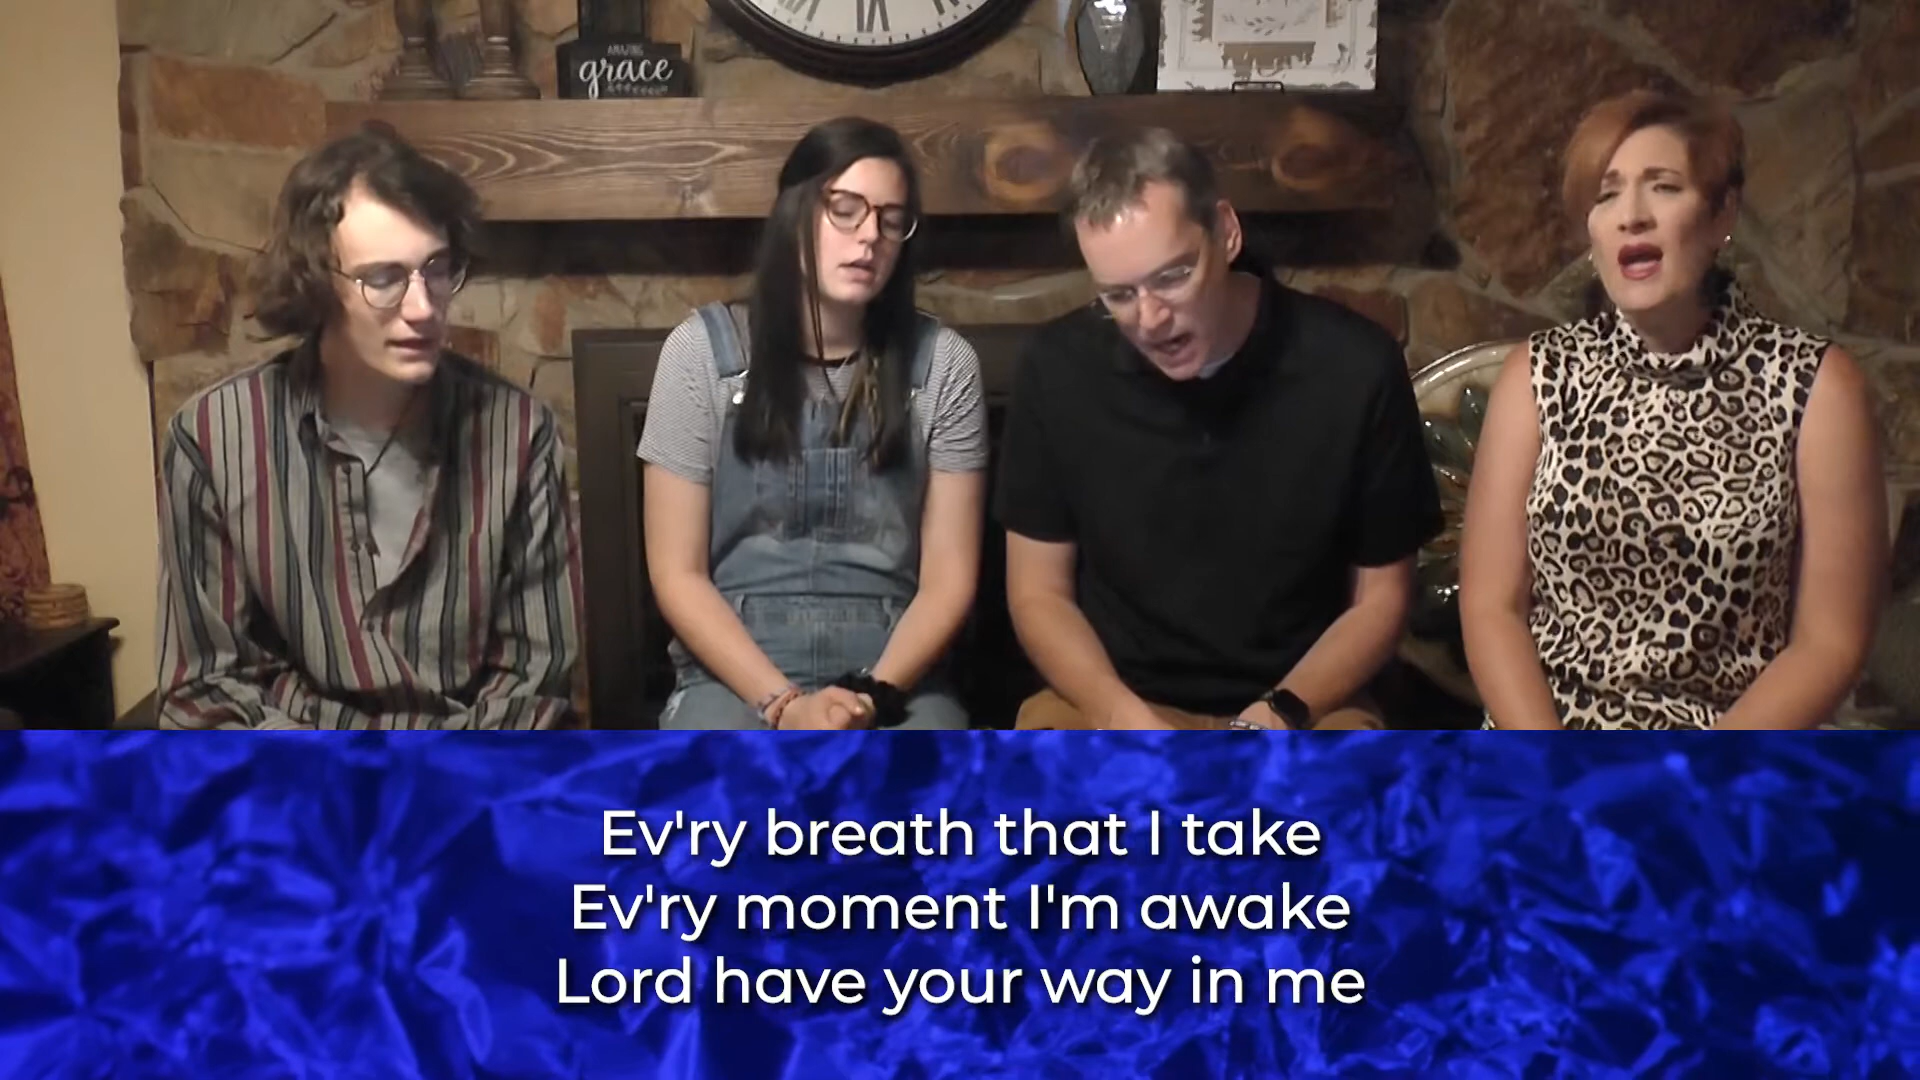 AMAZING
grace
Ev'ry breath that I take
Ev'ry moment I'm awake
Lord have your way in me